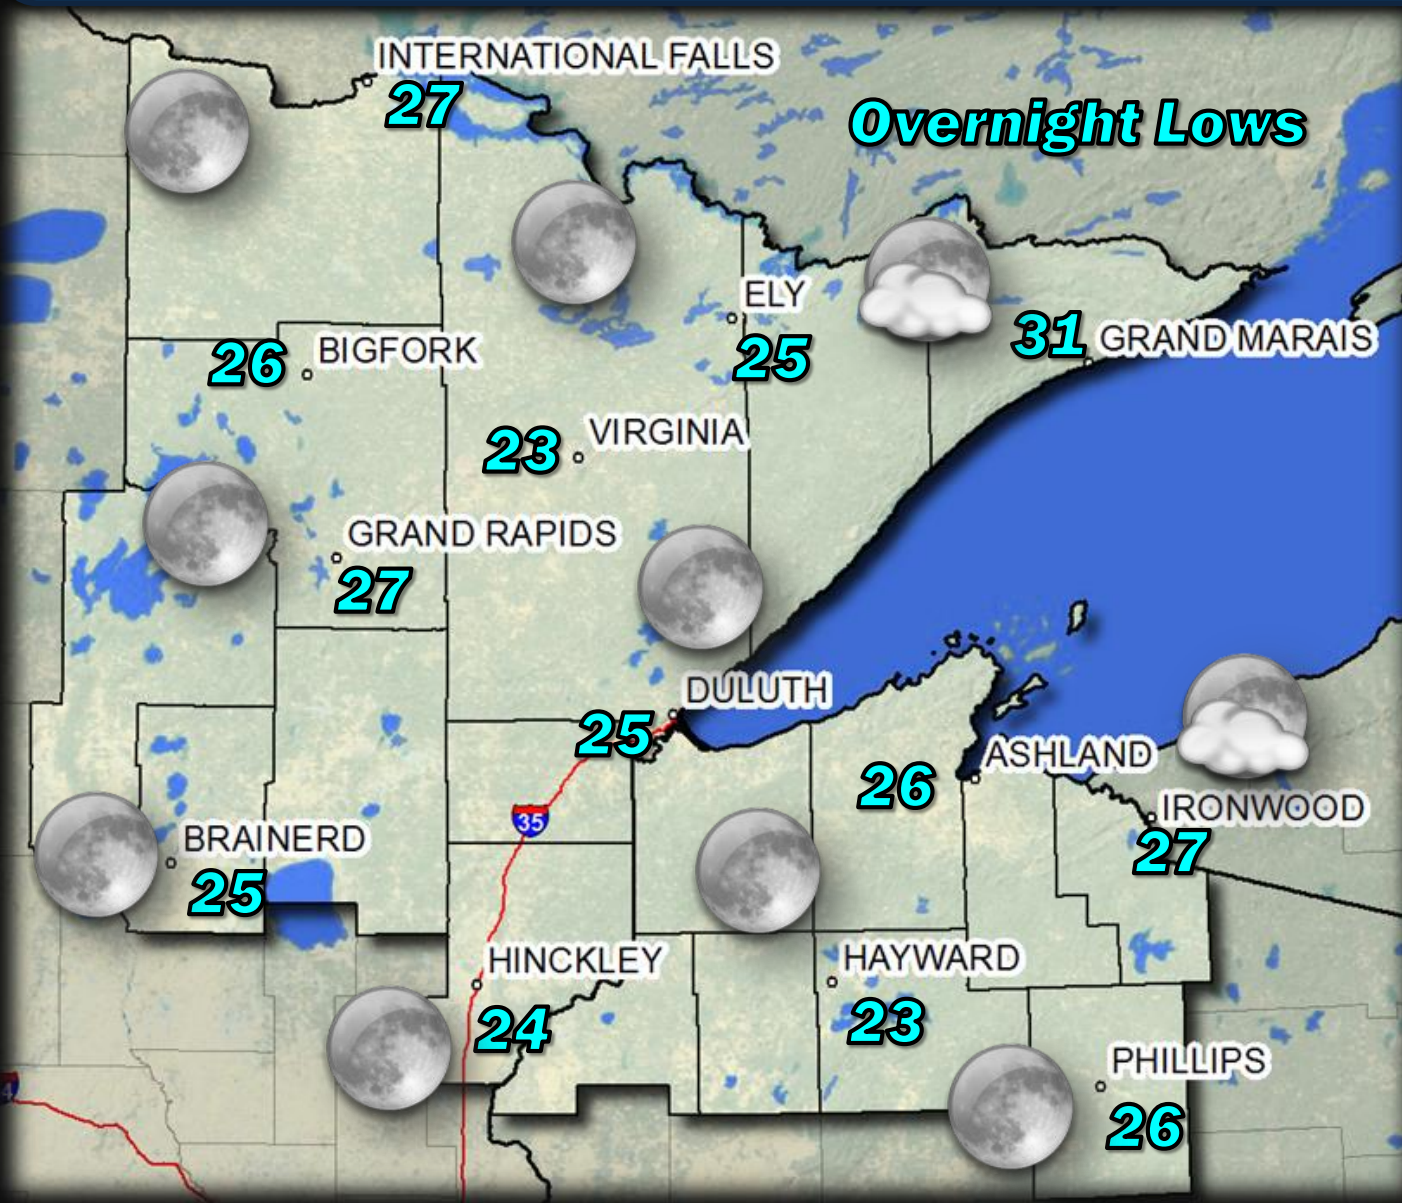 INTERNATIONAL FALLS
27
Overnight Lows
ELY
25
31
GRAND MARAIS
26
BIGFORK
23
VIRGINIA
GRAND RAPIDS
27
DULUTH
25
ASHLAND
26
IRONWOOD
27
35
BRAINERD
25
HINCKLEY
24
HAYWARD
23
PHILLIPS
26
4